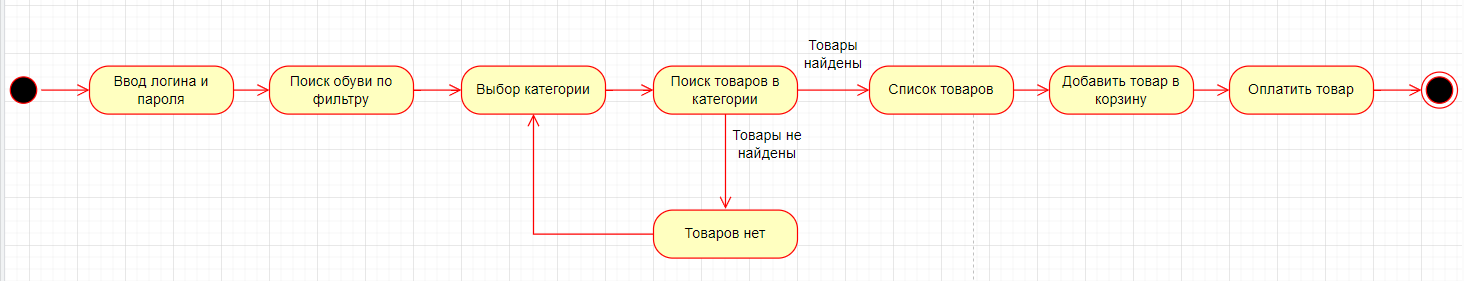 Ввод логина и
пароля
Поиск обуви по
фильтру
Выбор категории
Поиск товаров в
категории
Товары
найдены
Список товаров
Добавить товар в
корзину
Оплатить товар
Товары не
найдены
Товаров нет